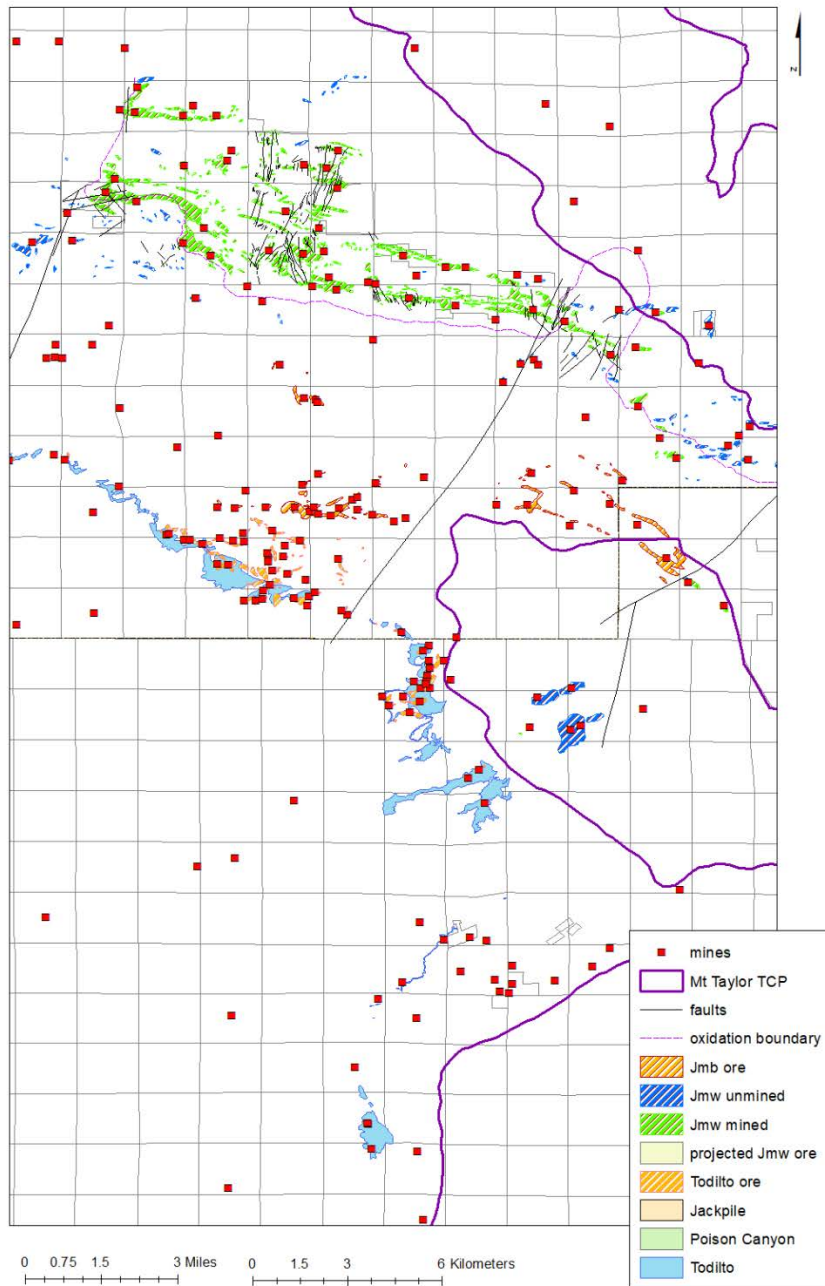 N
mines
Mt Taylor TCP
faults
oxidation boundary
Jmb ore
Jmw unmined
Jmw mined
projected Jmw ore
Todilto ore
Jackpile
Poison Canyon
Todilto
0 0.75 1.5 3 Miles
0 1.5 3 6 Kilometers